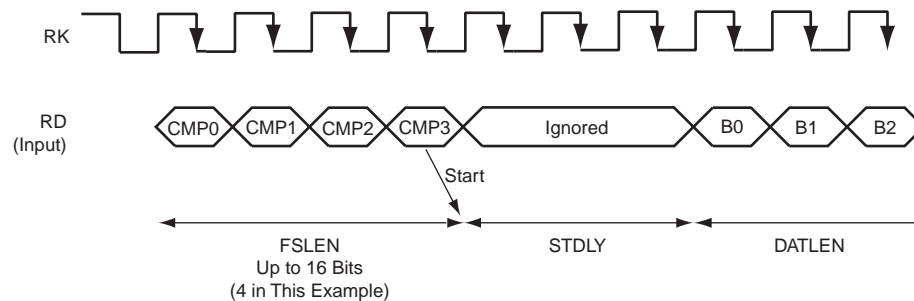 RK
RD
(Input)
CMP0 CMP1 CMP2 CMP3 Ignored B0 B1 B2
Start
FSLEN STDLY DATLEN
Up to 16 Bits
(4 in This Example)